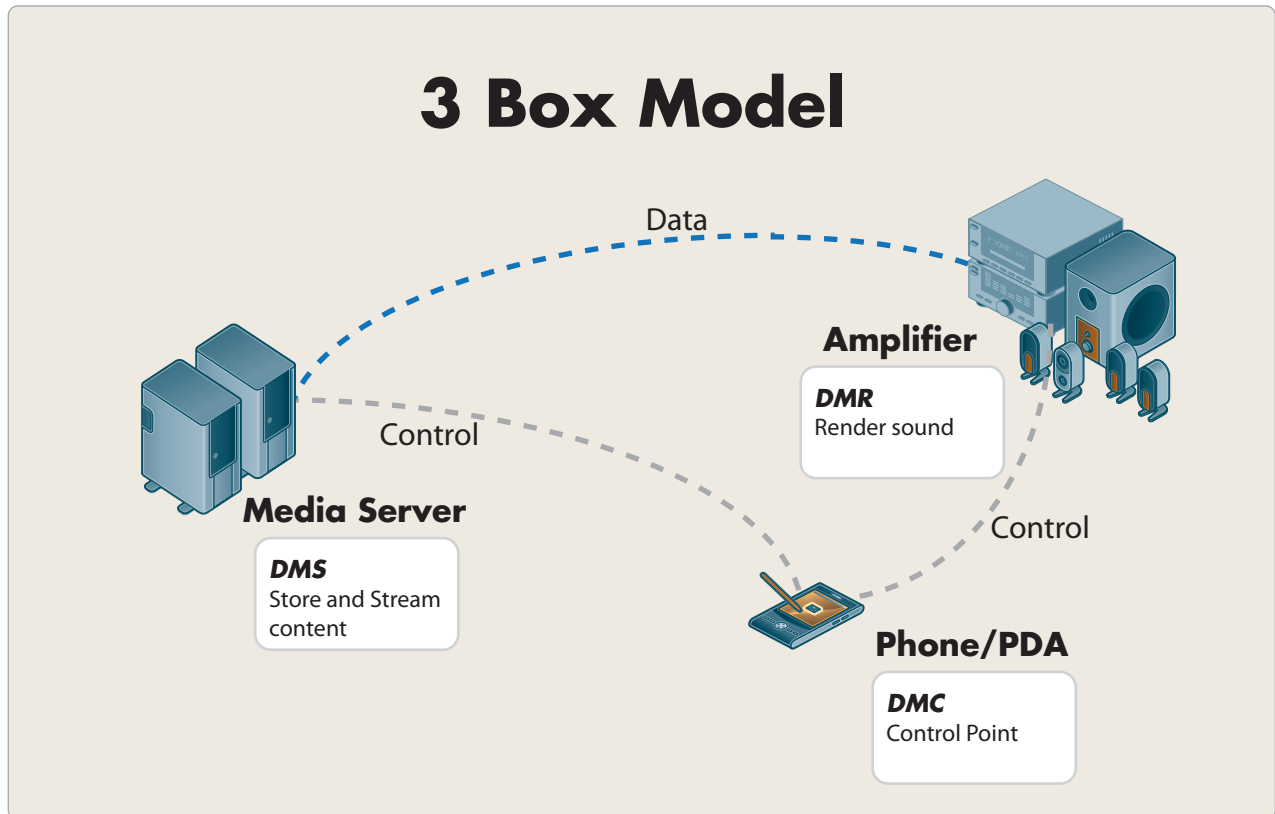 3 Box Model
Data
Amplifier
DMR
Render sound
Control
Media Server
DMS
Store and Stream
content
Control
Phone/PDA
DMC
Control Point